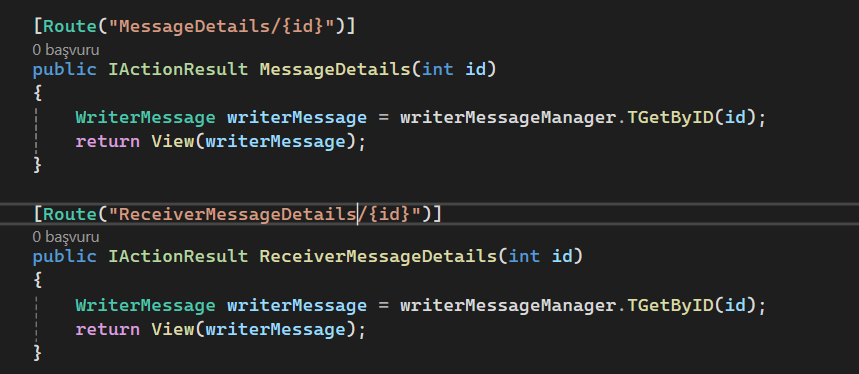 [Route("MessageDetails/{id}")]
0 başvuru
public IActionResult MessageDetails(int id)
{
WriterMessage writerMessage = writerMessageManager.TGetByID(id);
return View(writerMessage);
}
[Route("ReceiverMessageDetails/{id}")]
0 başvuru
public IActionResult ReceiverMessageDetails(int id)
{
WriterMessage writerMessage = writerMessageManager.TGetByID(id);
return View(writerMessage);
}